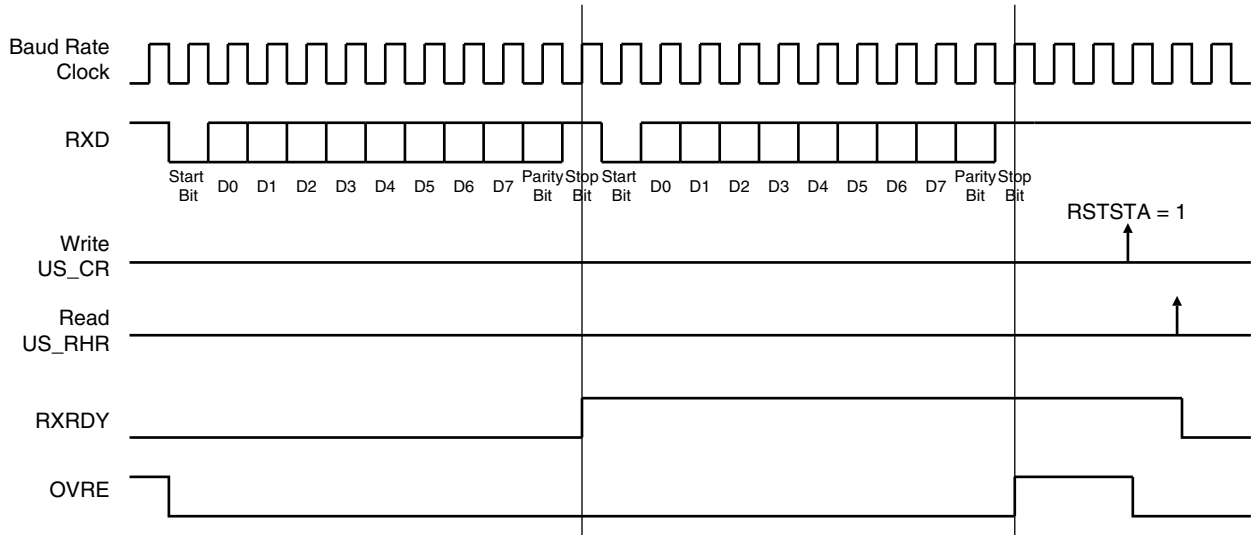 Baud Rate
Clock
RXD
Start
Bit
D0
D1
D2
D3
D4
D5
D6
D7
Parity
Bit
Stop
Bit
Start
Bit
D0
D1
D2
D3
D4
D5
D6
D7
Parity
Bit
Stop
Bit
RSTSTA = 1
Write
US_CR
Read
US_RHR
RXRDY
OVRE